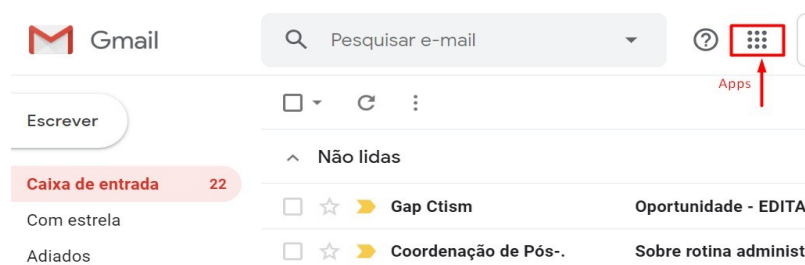 Gmail
Pesquisar e-mail
Apps
Escrever
Não lidas
Caixa de entrada 22
Gap Ctism Oportunidade - EDITA
Com estrela
Coordenação de Pós-. Sobre rotina administ
Adiados